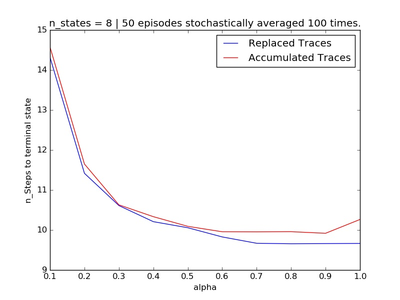 n_states = 8 | 50 episodes stochastically averaged 100 times.
Replaced Traces
Accumulated Traces
n_Steps to terminal state
15
14
13
12
11
10
9
0.1 0.2 0.3 0.4 0.5 0.6 0.7 0.8 0.9 1.0
alpha